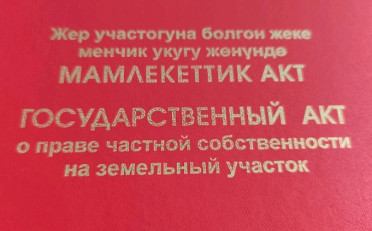 Жер участогуна болгон жеке
менчик укугу жөнүндө
МАМЛЕКЕТТИК АКТ
ГОСУДАРСТВЕННЫЙ АКТ
о праве частной собственности
на земельный участок